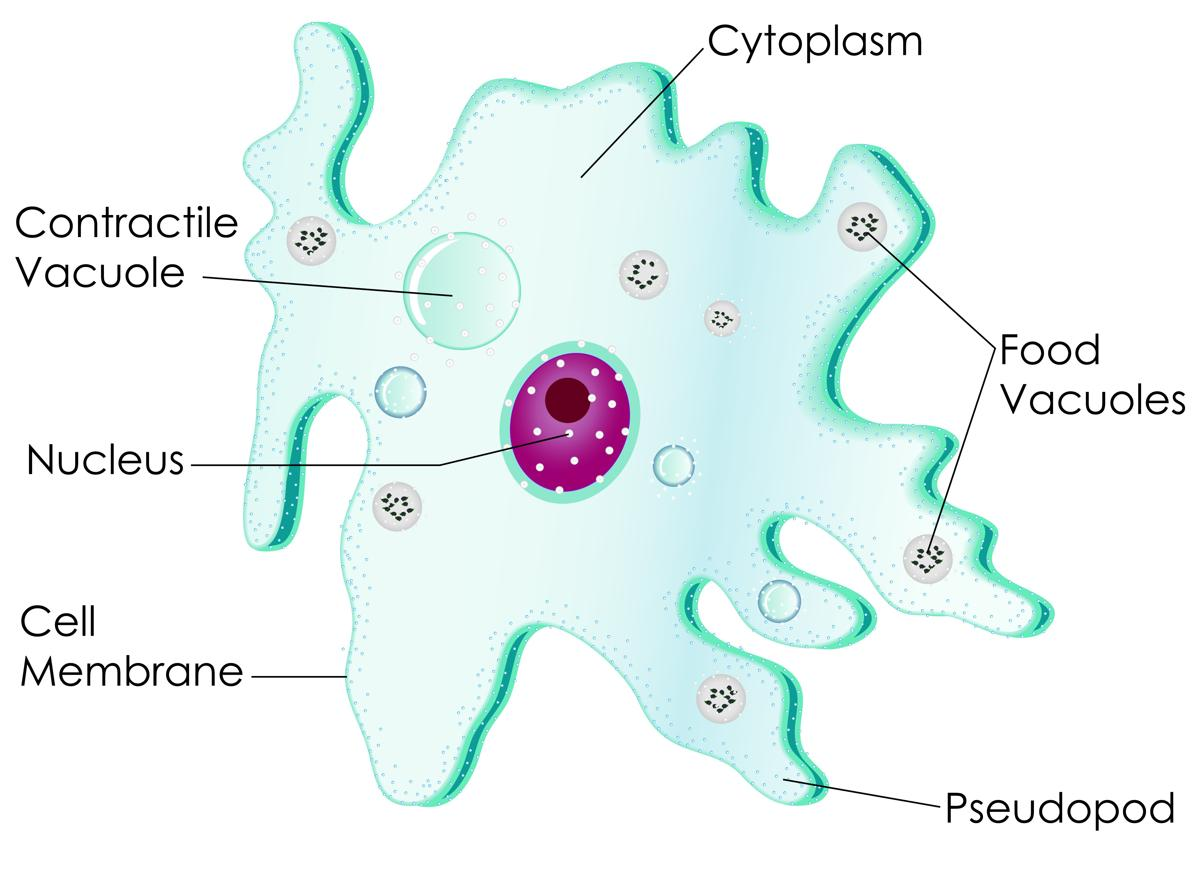 Cytoplasm
Contractile
Vacuole
Food
Vacuoles
Nucleus
Cell
Membrane
Pseudopod